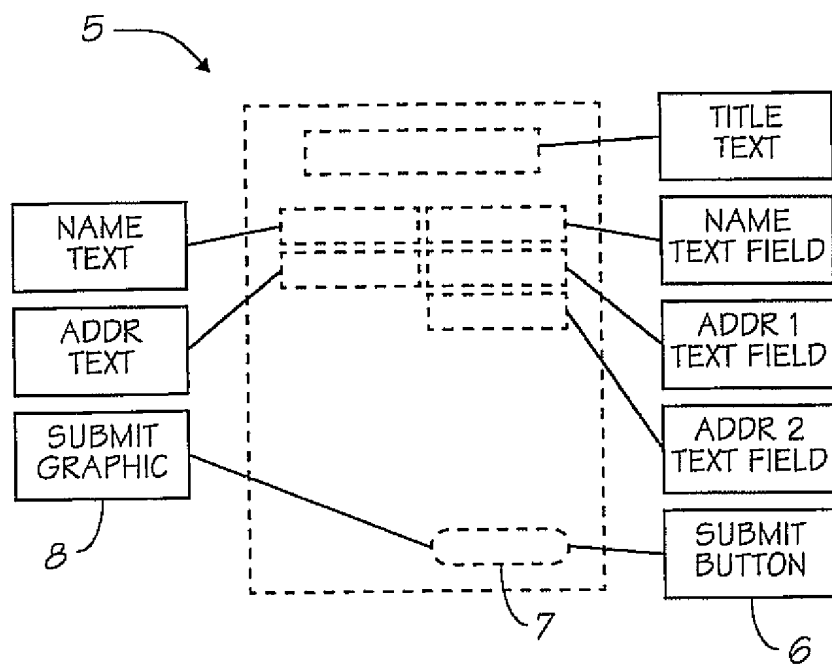 5
TITLE
TEXT
NAME
TEXT
NAME
TEXT FIELD
ADDR
TEXT
ADDR 1
TEXT FIELD
SUBMIT
GRAPHIC
ADDR 2
TEXT FIELD
SUBMIT
BUTTON
8
7
6